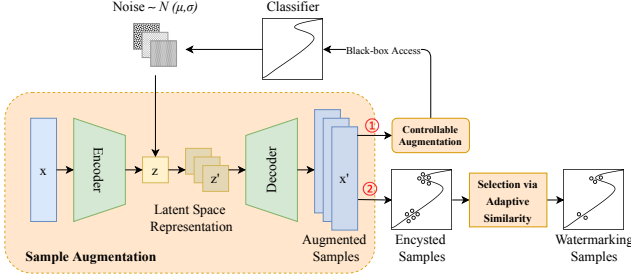 Noise ~ N (μ,σ)
Classifier
Black-box Access
①
Controllable
Augmentation
x
Encoder
z
z'
Decoder
x'
②
Latent Space
Representation
Augmented
Samples
Sample Augmentation
Encysted
Samples
Selection via
Adaptive
Similarity
Watermarking
Samples